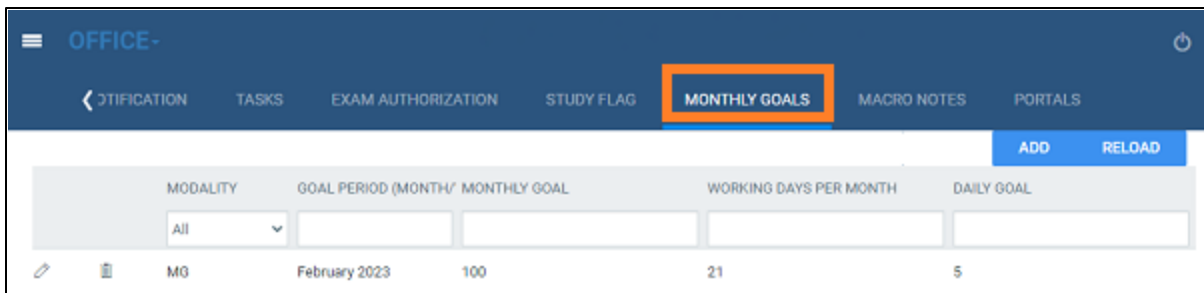 OFFICE-
OTIFICATION TASKS EXAM AUTHORIZATION STUDY FLAG MONTHLY GOALS MACRO NOTES PORTALS
ADD RELOAD
MODALITY GOAL PERIOD (MONTH/ MONTHLY GOAL WORKING DAYS PER MONTH DAILY GOAL
All
MG February 2023 100 21 5